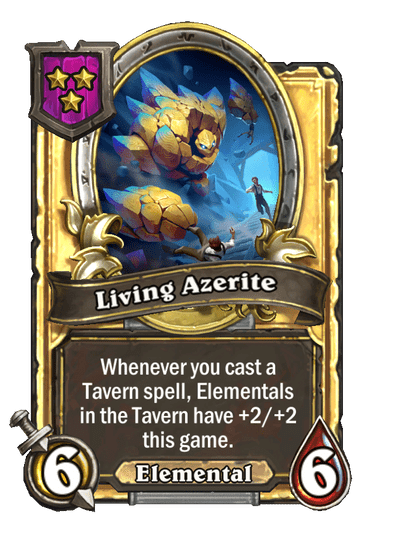 Living Azerite
Whenever you cast a
Tavern spell, Elementals
in the Tavern have +2/+2
this game.
6
Elemental
6